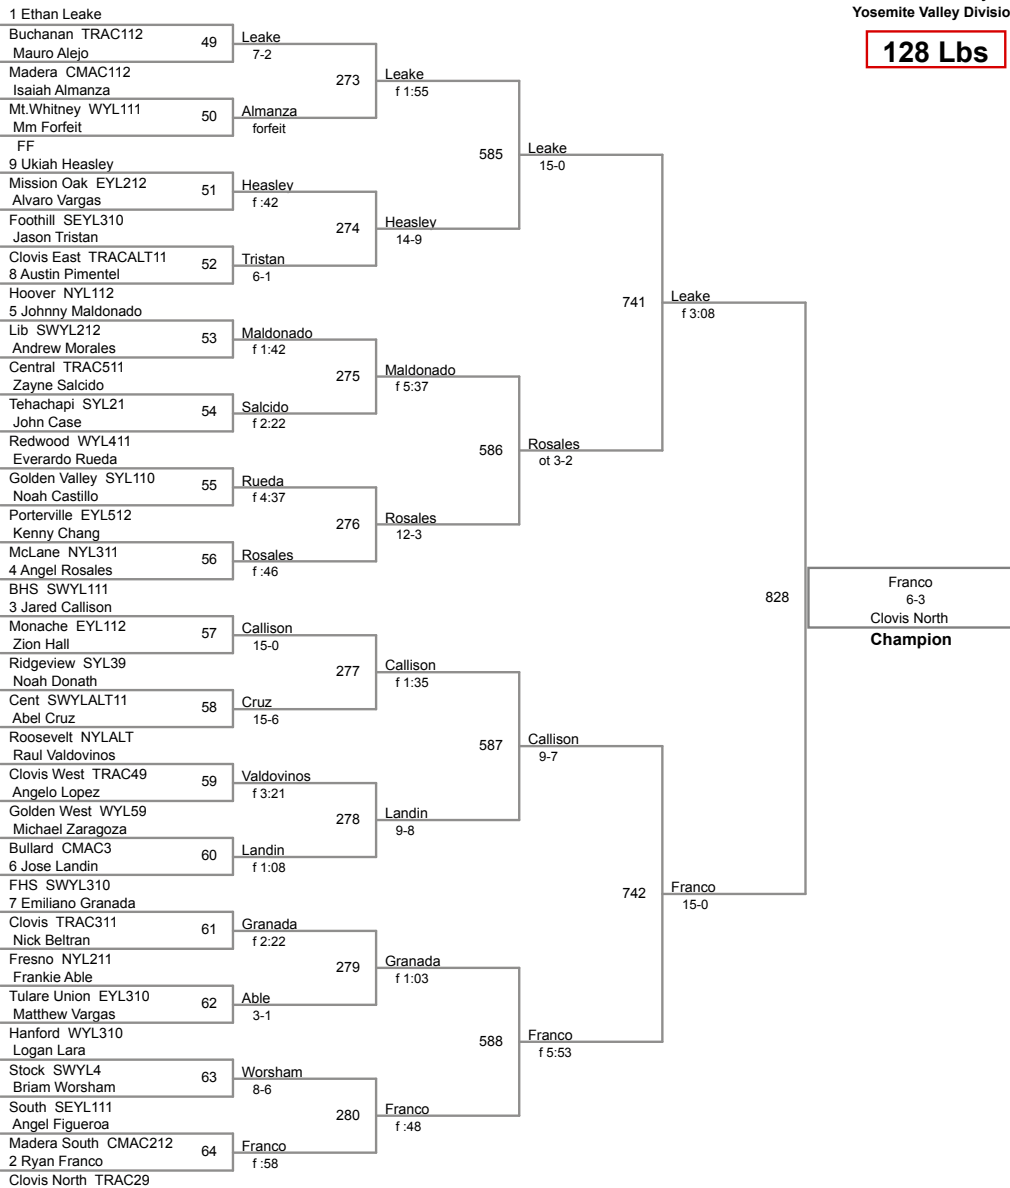 Yosemite Valley Divisio
128 Lbs
1 Ethan Leake
Buchanan TRAC112
Mauro Alejo
Madera CMAC112
Isaiah Almanza
Mt.Whitney WYL111
Mm Forfeit
FF
9 Ukiah Heasley
Mission Oak EYL212
Alvaro Vargas
Foothill SEYL310
Jason Tristan
Clovis East TRACALT11
8 Austin Pimentel
Hoover NYL112
5 Johnny Maldonado
Lib SWYL212
Andrew Morales
Central TRAC511
Zayne Salcido
Tehachapi SYL21
John Case
Redwood WYL411
Everardo Rueda
Golden Valley SYL110
Noah Castillo
Porterville EYL512
Kenny Chang
McLane NYL311
4 Angel Rosales
BHS SWYL111
3 Jared Callison
Monache EYL112
Zion Hall
Ridgeview SYL39
Noah Donath
Cent SWYLALT11
Abel Cruz
Roosevelt NYLALT
Raul Valdovinos
Clovis West TRAC49
Angelo Lopez
Golden West WYL59
Michael Zaragoza
Bullard CMAC3
6 Jose Landin
FHS SWYL310
7 Emiliano Granada
Clovis TRAC311
Nick Beltran
Fresno NYL211
Frankie Able
Tulare Union EYL310
Matthew Vargas
Hanford WYL310
Logan Lara
Stock SWYL4
Briam Worsham
South SEYL111
Angel Figueroa
Madera South CMAC212
2 Ryan Franco
Clovis North TRAC29
49
50
51
52
53
54
55
56
57
58
59
60
61
62
63
64
Leake
7-2
Almanza
forfeit
Heasley
f :42
Tristan
6-1
Maldonado
f 1:42
Salcido
f 2:22
Rueda
f 4:37
Rosales
f :46
Callison
15-0
Cruz
15-6
Valdovinos
f 3:21
Landin
f 1:08
Granada
f 2:22
Able
3-1
Worsham
8-6
Franco
f :58
273
274
275
276
277
278
279
280
Leake
f 1:55
Heasley
14-9
Maldonado
f 5:37
Rosales
12-3
Callison
f 1:35
Landin
9-8
Granada
f 1:03
Franco
f :48
585
586
587
588
Leake
15-0
Rosales
ot 3-2
Callison
9-7
Franco
f 5:53
741
742
Leake
f 3:08
Franco
15-0
828
Franco
6-3
Clovis North
Champion